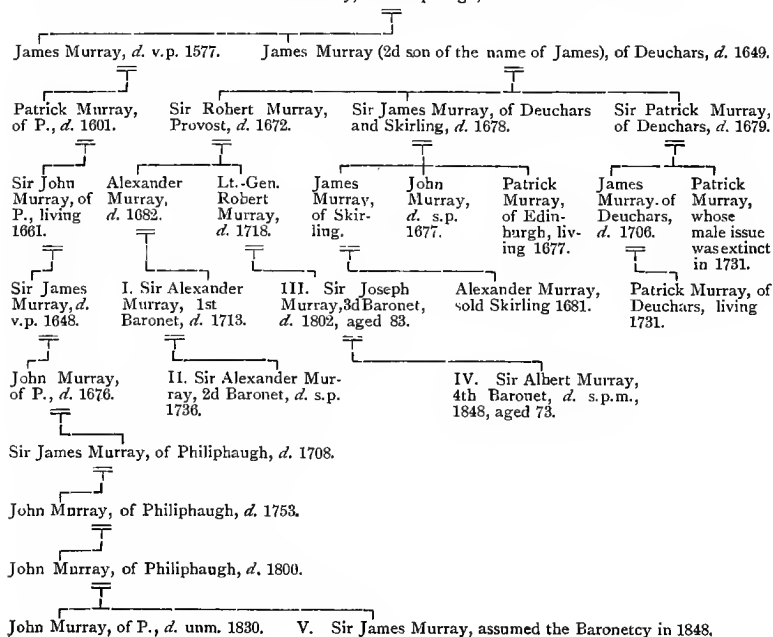 James Murray, d. v.p. 1577.
James Murray (2d son of the name of James), of Deuchars, d. 1649.
Patrick Murray,
of P., d. 1601.
Sir Robert Murray,
Provost, d. 1672.
Sir James Murray, of Deuchars
and Skirling, d. 1678.
Sir Patrick Murray,
of Deuchars, d. 1679.
Sir John
Murray, of
P., living
1661.
Alexander
Murray,
d. 1682.
Lt.-Gen.
Robert
Murray,
d. 1718.
James
Murray,
of Skir-
ling.
John
Murray,
d. s.p.
1677.
Patrick
Murray,
of Edin-
burgh, liv-
ing 1677.
James
Murray. of
Deuchars,
d. 1706.
Patrick
Murray,
whose
male issue
was extinct
in 1731.
Sir James
Murray, d.
v.p. 1648.
I. Sir Alexander
Murray, 1st
Baronet, d. 1713.
III. Sir Joseph
Murray, 3d Baronet,
d. 1802, aged 83.
Alexander Murray,
sold Skirling 1681.
Patrick Murray, of
Deuchars, living
1731.
John Murray,
of P., d. 1676.
II. Sir Alexander Mur-
ray, 2d Baronet, d. s.p.
1736.
IV. Sir Albert Murray,
4th Baronet, d. s.p.m.,
1848, aged 73.
Sir James Murray, of Philiphaugh, d. 1708.
John Murray, of Philiphaugh, d. 1753.
John Murray, of Philiphaugh, d. 1800.
John Murray, of P., d. unm. 1830.
V. Sir James Murray, assumed the Baronetcy in 1848.